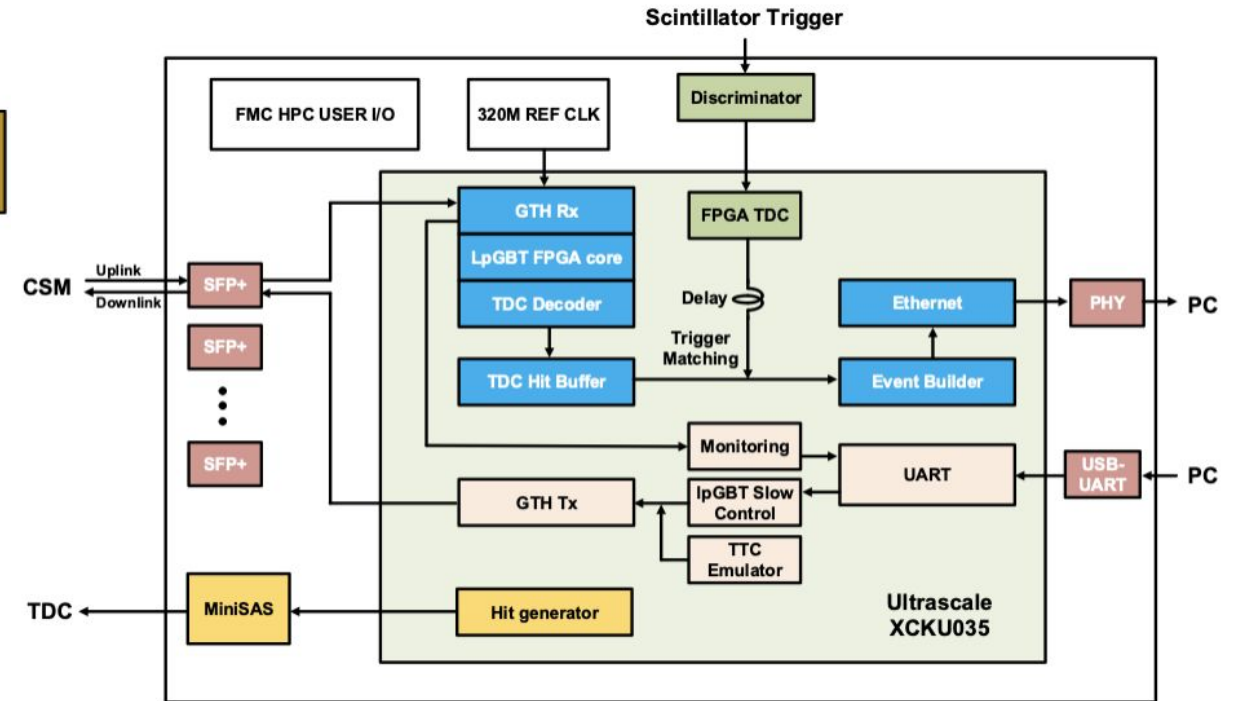 Scintillator Trigger
FMC HPC USER I/O
320M REF CLK
Discriminator
GTH Rx
FPGA TDC
LpGBT FPGA core
Uplink
CSM
SFP+
Downlink
TDC Decoder
Delay
Ethernet
PHY
PC
SFP+
Trigger
Matching
TDC Hit Buffer
Event Builder
SFP+
Monitoring
UART
USB-
UART
PC
GTH Tx
lpGBT Slow
Control
TTC
Emulator
TDC
MiniSAS
Hit generator
Ultrascale
XCKU035